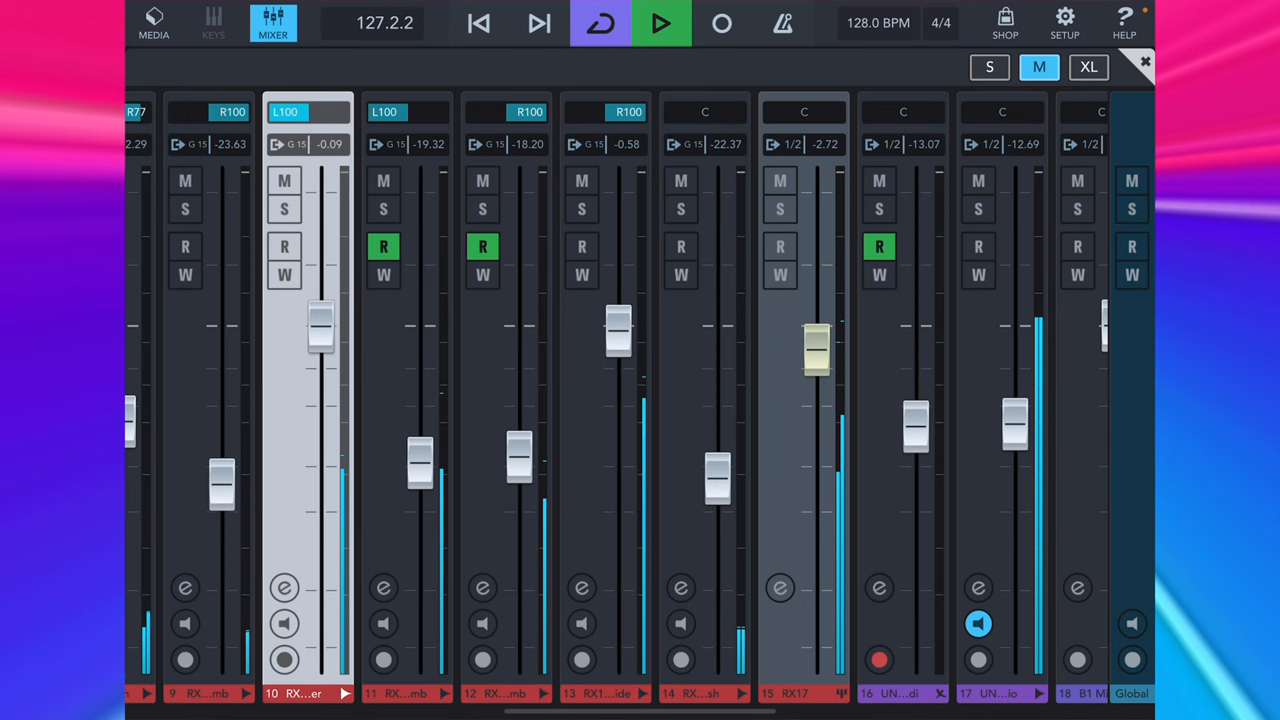 MEDIA KEYS MIXER 127.2.2 128.0 BPM 4/4 SHOP SETUP ? HELP
S M XL
R77 R100 L100 L100 R100 R100 C C C C C
2.29 G 15 -23.63 G 15 -0.09 G 15 -19.32 G 15 -18.20 G 15 -0.58 G 15 -22.37 1/2 -2.72 1/2 -13.07 1/2 -12.69 1/2
M M M M M M M M M M M
S S S S S S S S S S S
R R R R R R R R R R R
W W W W W W W W W W W
e e e e e e e e e e
9 RX...mb 10 RX...er 11 RX...mb 12 RX...mb 13 RX1...ide 14 RX...sh 15 RX17 16 UN...di 17 UN...io 18 B1 Mi Global